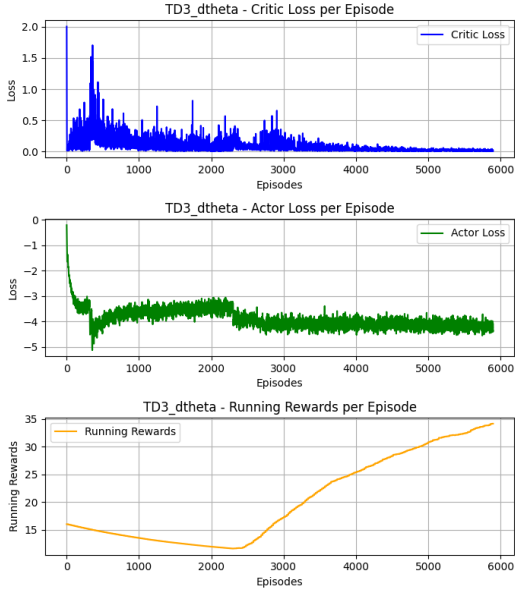 TD3_dtheta - Critic Loss per Episode
2.0
1.5
1.0
0.5
0.0
Loss
Critic Loss
0 1000 2000 3000 4000 5000 6000
Episodes
TD3_dtheta - Actor Loss per Episode
0
−1
−2
−3
−4
−5
Loss
Actor Loss
0 1000 2000 3000 4000 5000 6000
Episodes
TD3_dtheta - Running Rewards per Episode
35
30
25
20
15
Running Rewards
Running Rewards
0 1000 2000 3000 4000 5000 6000
Episodes